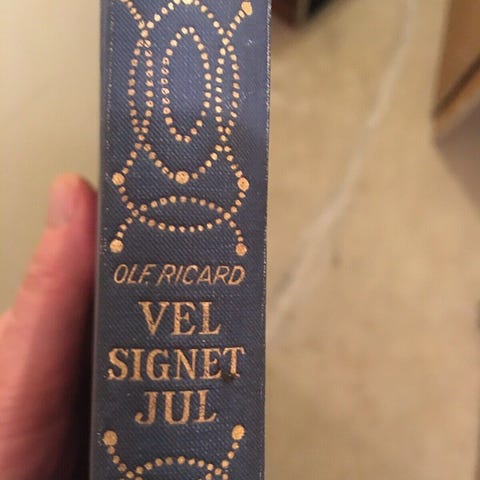 OLF. RICARD
VEL
SIGNET
JUL